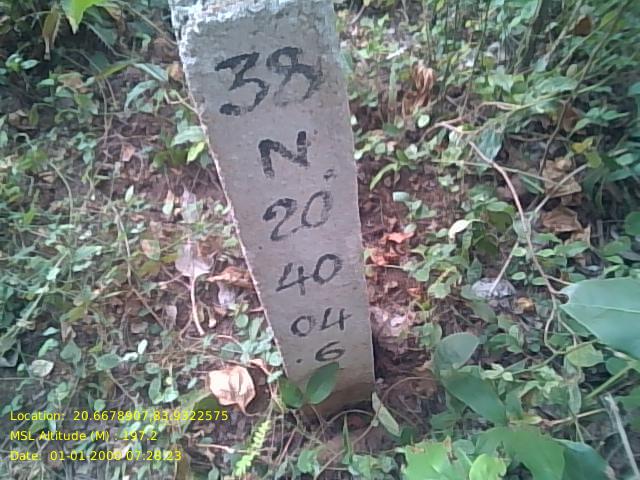 38
N.
20
40
04
.6
Location: 20.6678907,83.9322575
MSL Altitude (M) : 197.2
Date: 01-01-2000 07:28:23